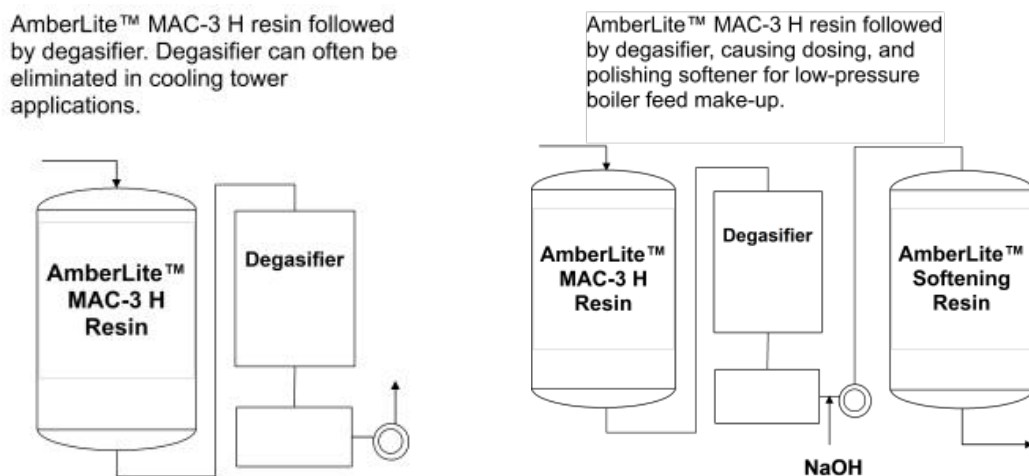 AmberLite™ MAC-3 H resin followed
by degasifier. Degasifier can often be
eliminated in cooling tower
applications.
AmberLite™
MAC-3 H
Resin
Degasifier
AmberLite™ MAC-3 H resin followed
by degasifier, causing dosing, and
polishing softener for low-pressure
boiler feed make-up.
AmberLite™
MAC-3 H
Resin
Degasifier
NaOH
AmberLite™
Softening
Resin